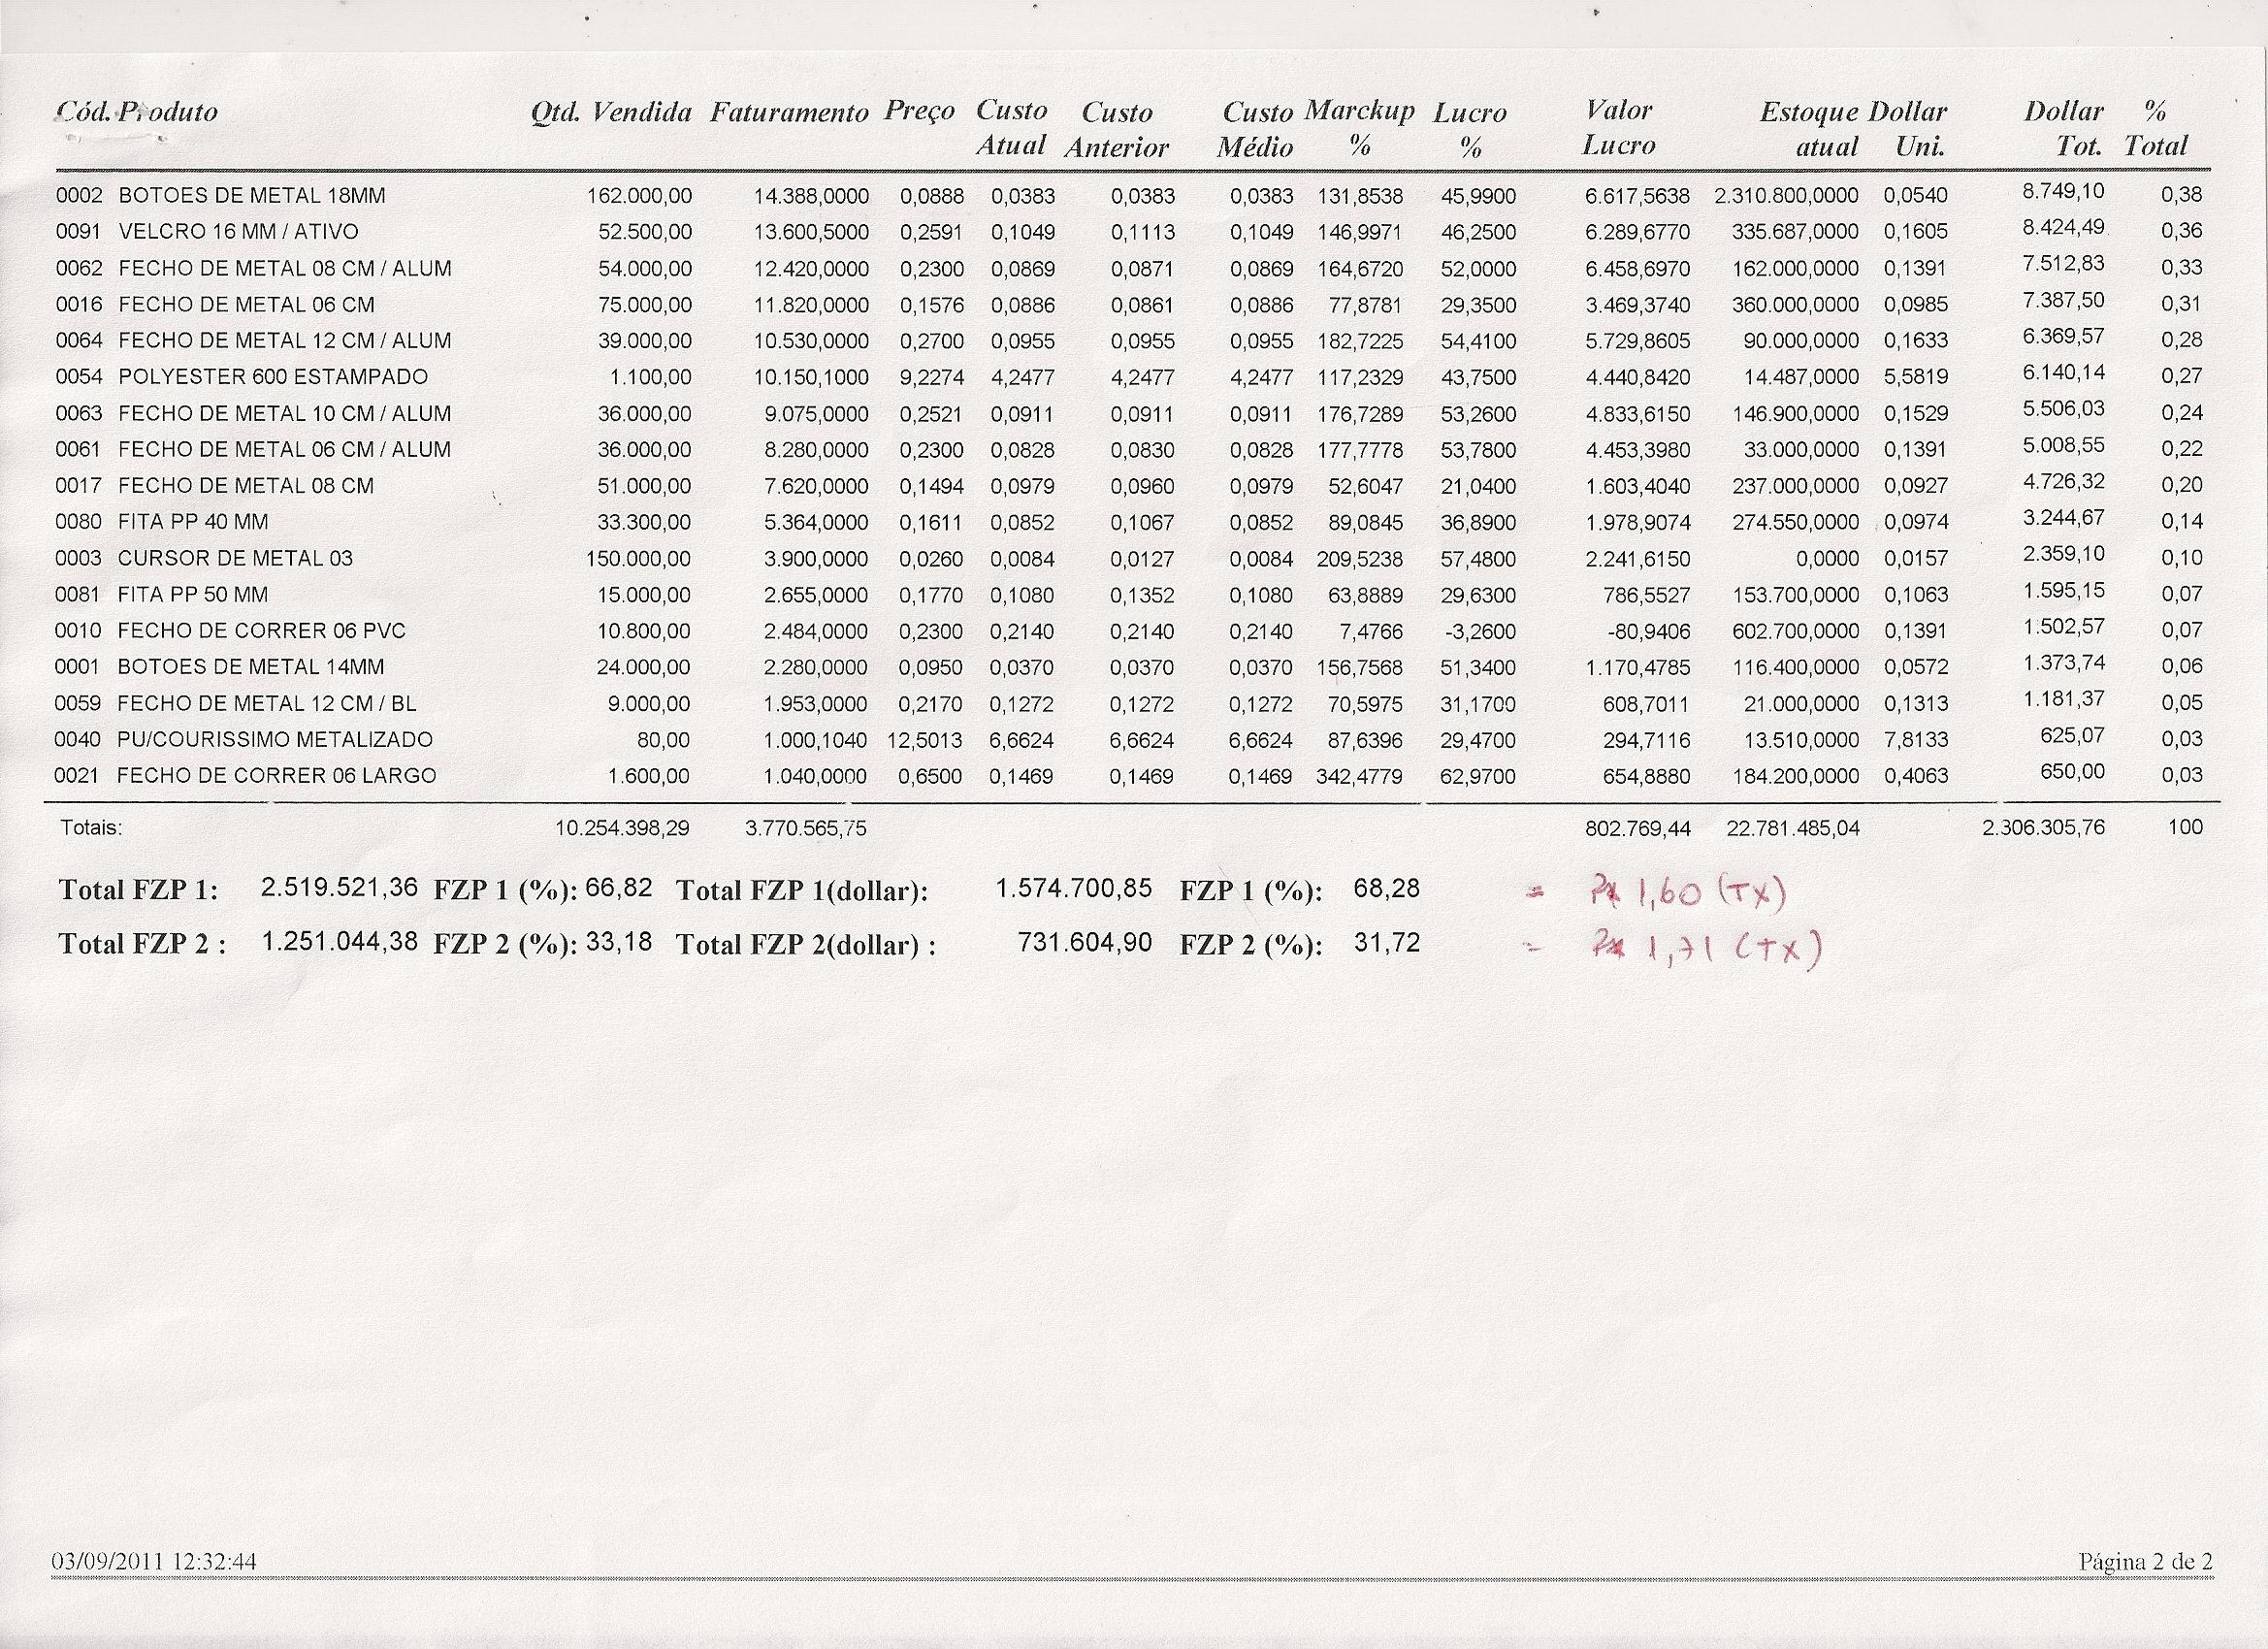 Cód. Produto Qtd. Vendida Faturamento Preço Custo Custo Custo Marckup Lucro Valor Estoque Dollar Dollar %
Atual Anterior Médio % % Lucro atual Uni. Tot. Total
0002 BOTOES DE METAL 18MM 162.000,00 14.388,0000 0,0888 0,0383 0,0383 0,0383 131,8538 45,9900 6.617,5638 2.310.800,0000 0,0540 8.749,10 0,38
0091 VELCRO 16 MM / ATIVO 52.500,00 13.600,5000 0,2591 0,1049 0,1113 0,1049 146,9971 46,2500 6.289,6770 335.687,0000 0,1605 8.424,49 0,36
0062 FECHO DE METAL 08 CM / ALUM 54.000,00 12.420,0000 0,2300 0,0869 0,0871 0,0869 164,6720 52,0000 6.458,6970 162.000,0000 0,1391 7.512,83 0,33
0016 FECHO DE METAL 06 CM 75.000,00 11.820,0000 0,1576 0,0886 0,0861 0,0886 77,8781 29,3500 3.469,3740 360.000,0000 0,0985 7.387,50 0,31
0064 FECHO DE METAL 12 CM / ALUM 39.000,00 10.530,0000 0,2700 0,0955 0,0955 0,0955 182,7225 54,4100 5.729,8605 90.000,0000 0,1633 6.369,57 0,28
0054 POLYESTER 600 ESTAMPADO 1.100,00 10.150,1000 9,2274 4,2477 4,2477 4,2477 117,2329 43,7500 4.440,8420 14.487,0000 5,5819 6.140,14 0,27
0063 FECHO DE METAL 10 CM / ALUM 36.000,00 9.075,0000 0,2521 0,0911 0,0911 0,0911 176,7289 53,2600 4.833,6150 146.900,0000 0,1529 5.506,03 0,24
0061 FECHO DE METAL 06 CM / ALUM 36.000,00 8.280,0000 0,2300 0,0828 0,0830 0,0828 177,7778 53,7800 4.453,3980 33.000,0000 0,1391 5.008,55 0,22
0017 FECHO DE METAL 08 CM 51.000,00 7.620,0000 0,1494 0,0979 0,0960 0,0979 52,6047 21,0400 1.603,4040 237.000,0000 0,0927 4.726,32 0,20
0080 FITA PP 40 MM 33.300,00 5.364,0000 0,1611 0,0852 0,1067 0,0852 89,0845 36,8900 1.978,9074 274.550,0000 0,0974 3.244,67 0,14
0003 CURSOR DE METAL 03 150.000,00 3.900,0000 0,0260 0,0084 0,0127 0,0084 209,5238 57,4800 2.241,6150 0,0000 0,0157 2.359,10 0,10
0081 FITA PP 50 MM 15.000,00 2.655,0000 0,1770 0,1080 0,1352 0,1080 63,8889 29,6300 786,5527 153.700,0000 0,1063 1.595,15 0,07
0010 FECHO DE CORRER 06 PVC 10.800,00 2.484,0000 0,2300 0,2140 0,2140 0,2140 7,4766 -3,2600 -80,9406 602.700,0000 0,1391 1.502,57 0,07
0001 BOTOES DE METAL 14MM 24.000,00 2.280,0000 0,0950 0,0370 0,0370 0,0370 156,7568 51,3400 1.170,4785 116.400,0000 0,0572 1.373,74 0,06
0059 FECHO DE METAL 12 CM / BL 9.000,00 1.953,0000 0,2170 0,1272 0,1272 0,1272 70,5975 31,1700 608,7011 21.000,0000 0,1313 1.181,37 0,05
0040 PU/COURISSIMO METALIZADO 80,00 1.000,1040 12,5013 6,6624 6,6624 6,6624 87,6396 29,4700 294,7116 13.510,0000 7,8133 625,07 0,03
0021 FECHO DE CORRER 06 LARGO 1.600,00 1.040,0000 0,6500 0,1469 0,1469 0,1469 342,4779 62,9700 654,8880 184.200,0000 0,4063 650,00 0,03
Totais: 10.254.398,29 3.770.565,75 802.769,44 22.781.485,04 2.306.305,76 100
Total FZP 1: 2.519.521,36 FZP 1 (%): 66,82 Total FZP 1(dollar): 1.574.700,85 FZP 1 (%): 68,28 = 1,60 (TX)
Total FZP 2 : 1.251.044,38 FZP 2 (%): 33,18 Total FZP 2(dollar) : 731.604,90 FZP 2 (%): 31,72 = 1,71 (TX)
03/09/2011 12:32:44 Página 2 de 2